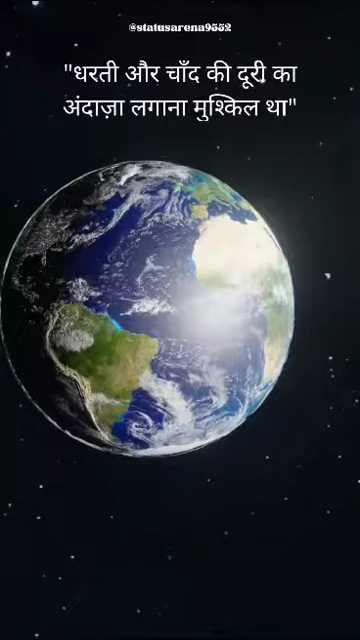 @statusarena9552
"धरती और चाँद की दूरी का
अंदाज़ा लगाना मुश्किल था"